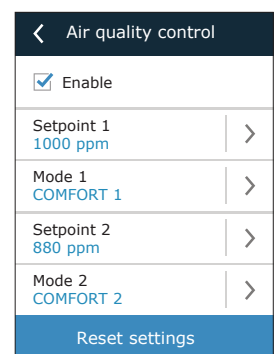 Air quality control
Enable
Setpoint 1
1000 ppm
Mode 1
COMFORT 1
Setpoint 2
880 ppm
Mode 2
COMFORT 2
Reset settings